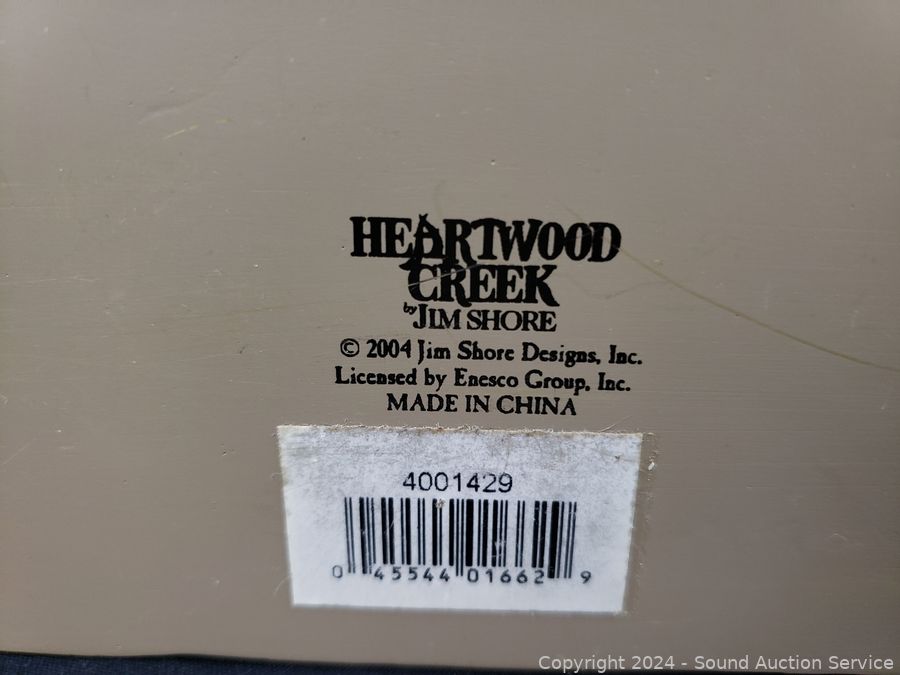 HEARTWOOD
CREEK
by JIM SHORE
© 2004 Jim Shore Designs, Inc.
Licensed by Enesco Group, Inc.
MADE IN CHINA
4001429
0 45544 01662 9
Copyright 2024 - Sound Auction Service